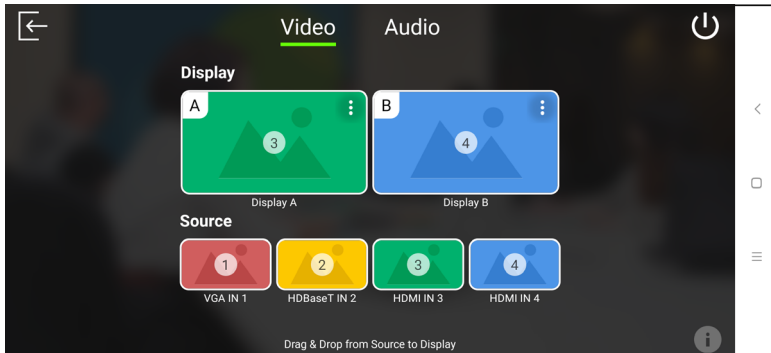 Video Audio
Display
A 3 B 4
Display A Display B
Source
1 2 3 4
VGA IN 1 HDBaseT IN 2 HDMI IN 3 HDMI IN 4
Drag & Drop from Source to Display